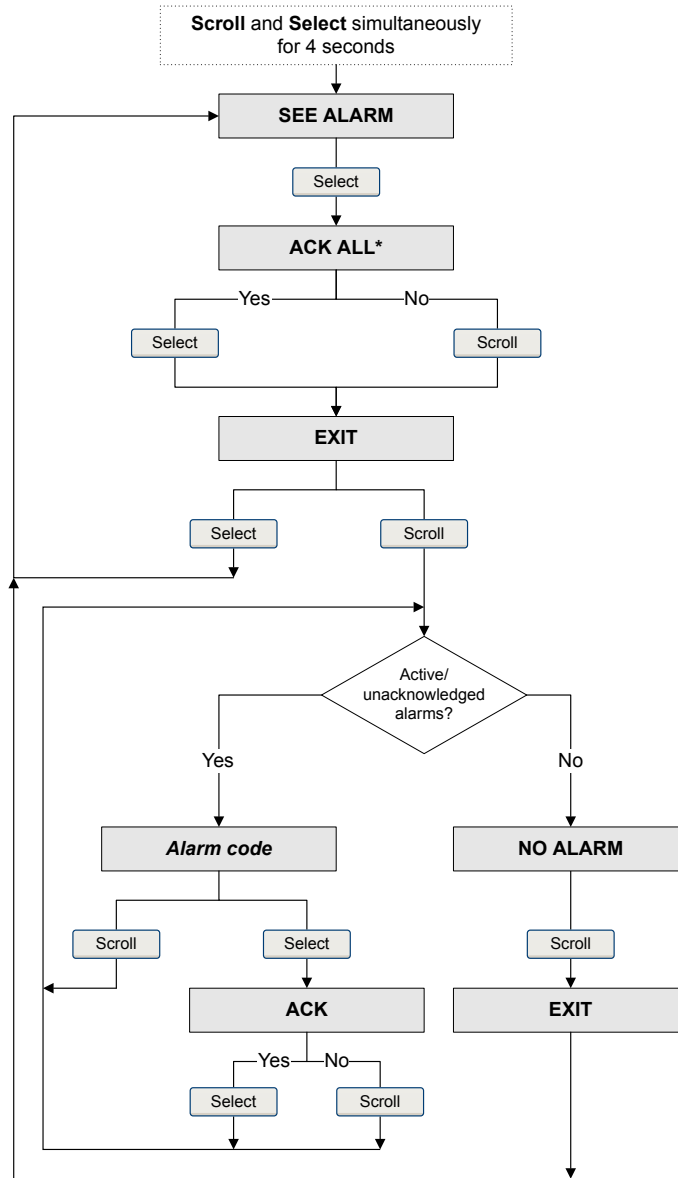 Scroll and Select simultaneously
for 4 seconds
SEE ALARM
Select
ACK ALL*
Yes No
Select Scroll
EXIT
Select Scroll
Active/
unacknowledged
alarms?
Yes No
Alarm code NO ALARM
Scroll Select Scroll
ACK EXIT
Yes No
Select Scroll